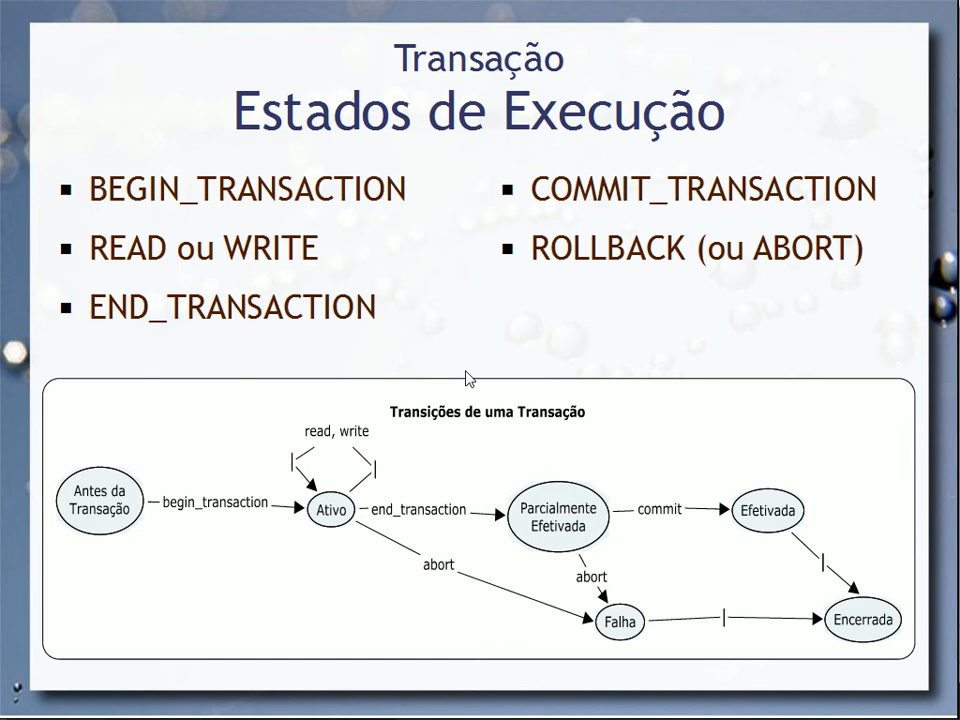 Transação
Estados de Execução
▪ BEGIN_TRANSACTION
▪ READ ou WRITE
▪ END_TRANSACTION
▪ COMMIT_TRANSACTION
▪ ROLLBACK (ou ABORT)
Transições de uma Transação
read, write
Antes da
Transação
begin_transaction
Ativo
end_transaction
Parcialmente
Efetivada
commit
Efetivada
abort
abort
Falha
Encerrada